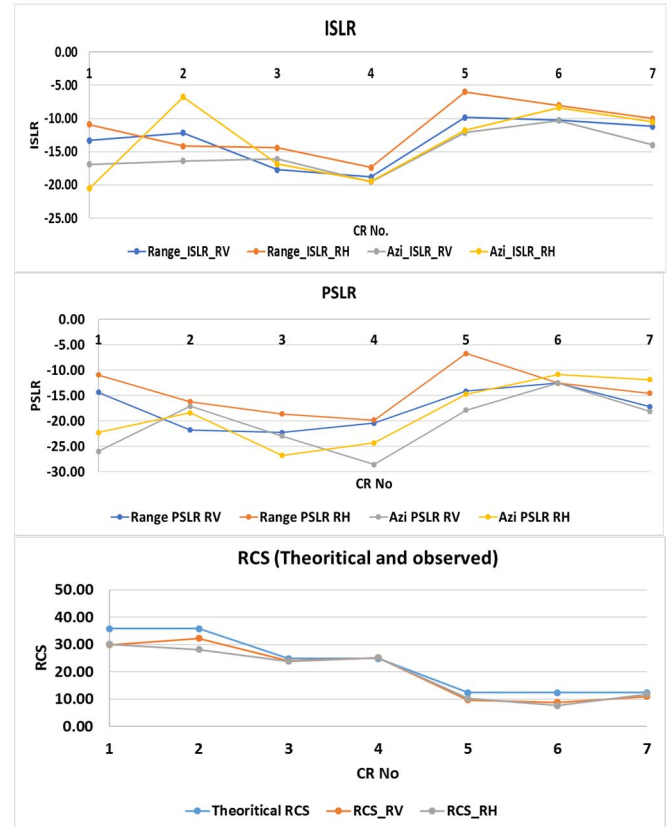 ISLR
0.00
1 2 3 4 5 6 7
-5.00
-10.00
-15.00
-20.00
-25.00
ISLR
CR No.
Range_ISLR_RV Range_ISLR_RH Azi_ISLR_RV Azi_ISLR_RH
PSLR
0.00
1 2 3 4 5 6 7
-5.00
-10.00
-15.00
-20.00
-25.00
-30.00
PSLR
CR No
Range PSLR RV Range PSLR RH Azi PSLR RV Azi PSLR RH
RCS (Theoritical and observed)
50.00
40.00
30.00
20.00
10.00
0.00
RCS
1 2 3 4 5 6 7
CR No
Theoritical RCS RCS_RV RCS_RH